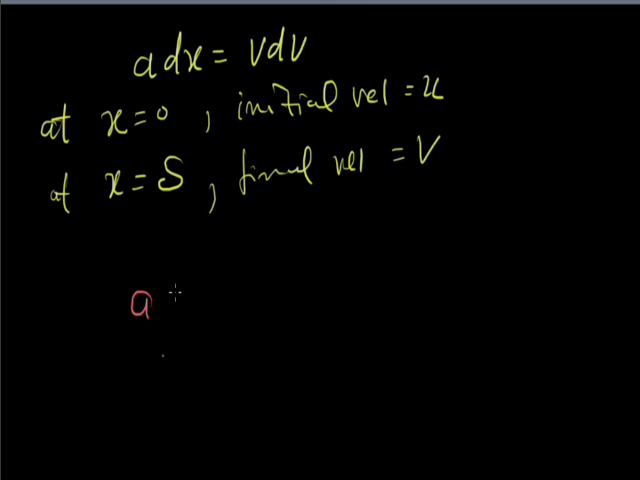 a dx = v dv
at x = 0 , initial vel = u
at x = S , final vel = V
a